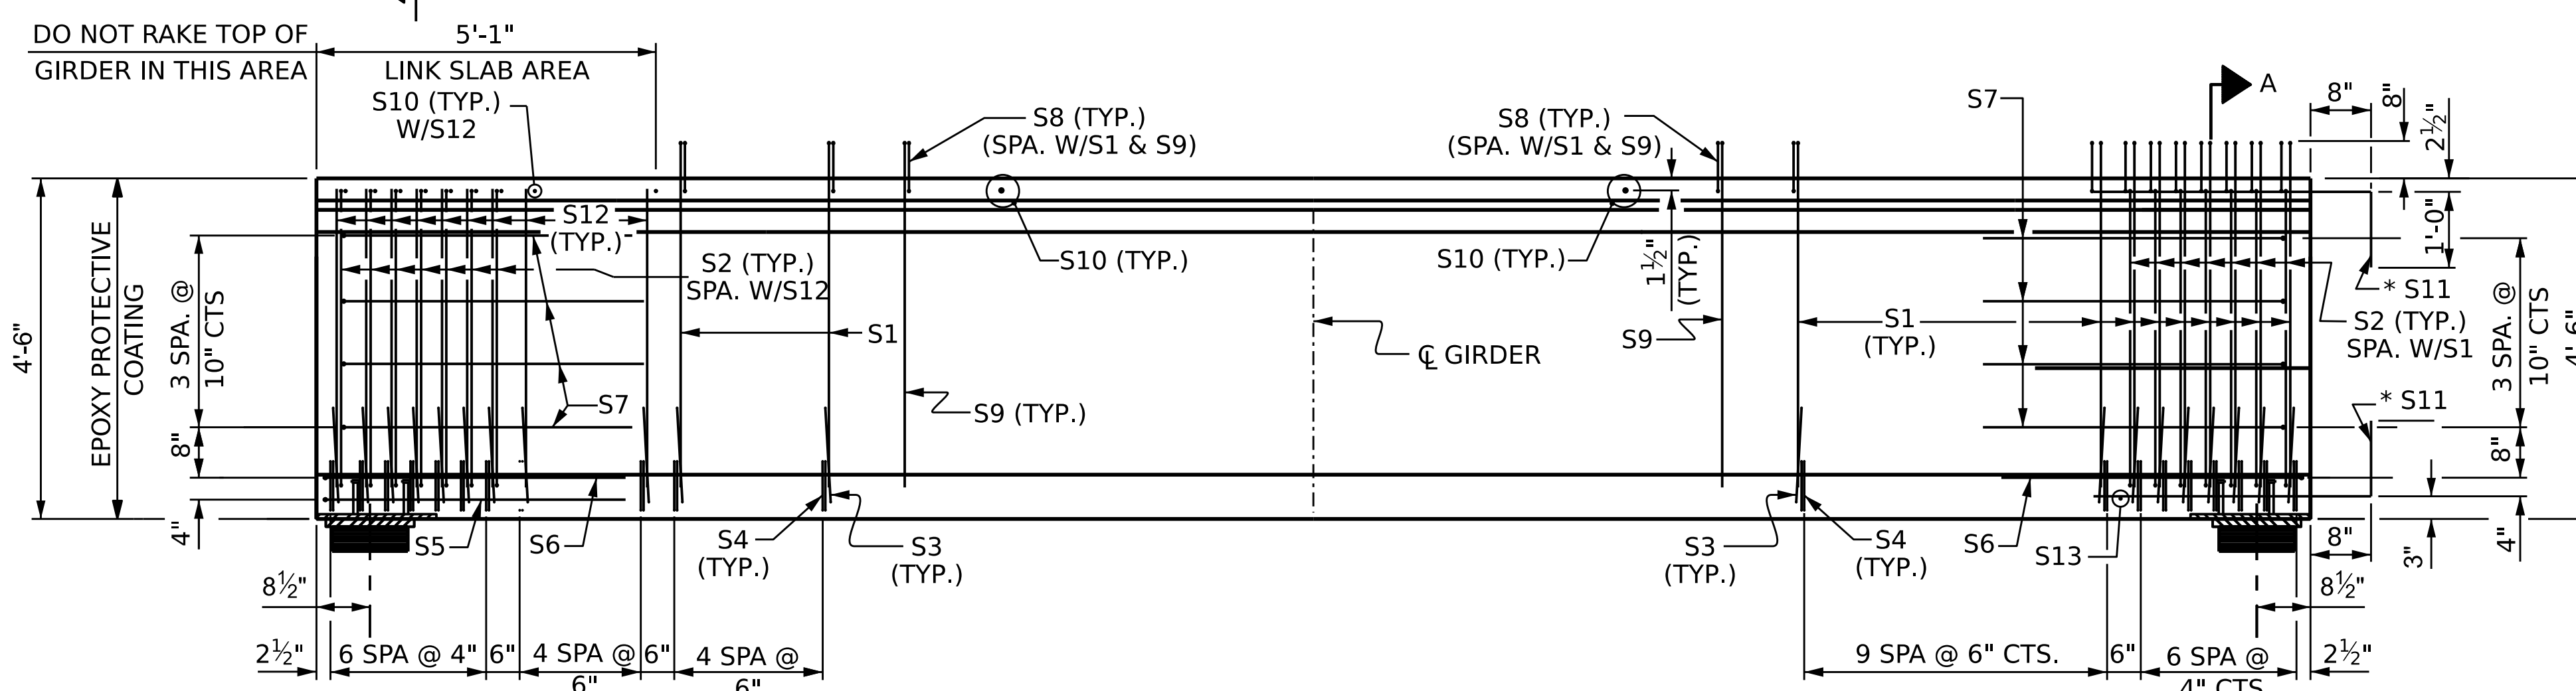 DO NOT RAKE TOP OF
GIRDER IN THIS AREA
5'-1"
LINK SLAB AREA
S10 (TYP.)
W/S12
S8 (TYP.)
(SPA. W/S1 & S9)
S8 (TYP.)
(SPA. W/S1 & S9)
S7
A
8"
8"
2½"
4'-6"
EPOXY PROTECTIVE
COATING
3 SPA. @
10" CTS
8"
4"
S12
(TYP.)
S2 (TYP.)
SPA. W/S12
S1
S7
S9 (TYP.)
S10 (TYP.)
S10 (TYP.)
1½"
(TYP.)
S9
℄ GIRDER
S1
(TYP.)
1'-0"
* S11
S2 (TYP.)
SPA. W/S1
* S11
3 SPA. @
10" CTS
4'-6"
8"
4"
3"
8"
S5
S6
S4
(TYP.)
S3
(TYP.)
S3
(TYP.)
S4
(TYP.)
S6
S13
8½"
8½"
2½"
6 SPA @ 4"
6"
4 SPA @
6"
6"
4 SPA @
6"
9 SPA @ 6" CTS.
6"
6 SPA @
4" CTS
2½"